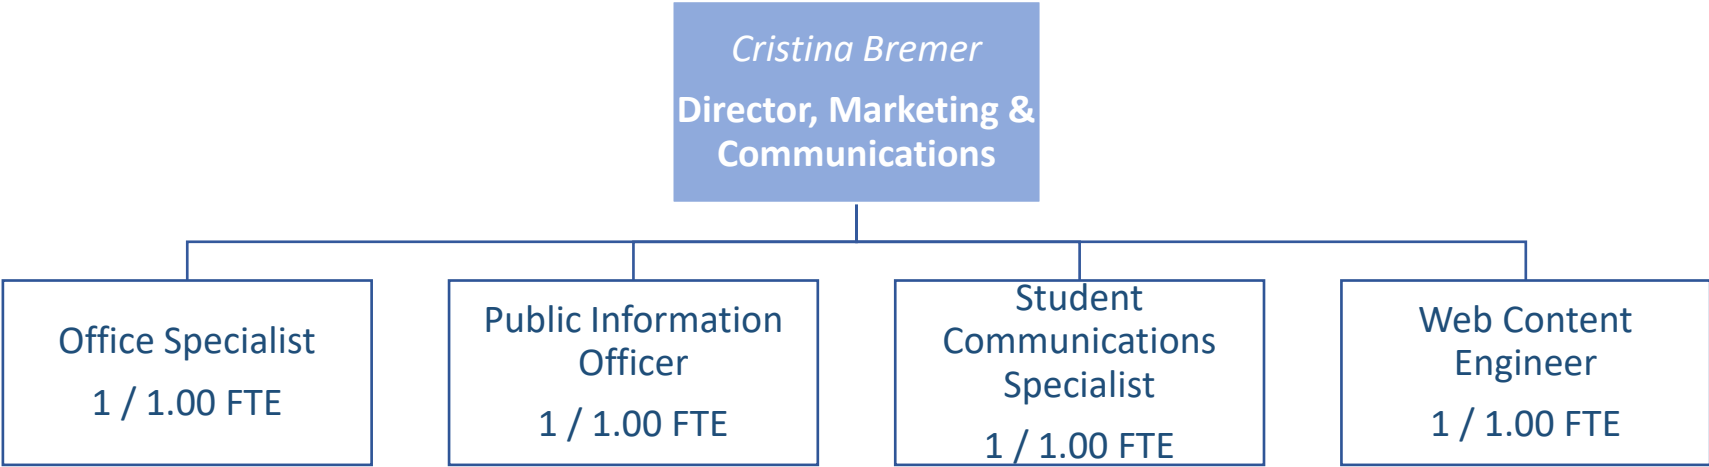 Cristina Bremer
Director, Marketing &
Communications
Office Specialist
1 / 1.00 FTE
Public Information
Officer
1 / 1.00 FTE
Student
Communications
Specialist
1 / 1.00 FTE
Web Content
Engineer
1 / 1.00 FTE